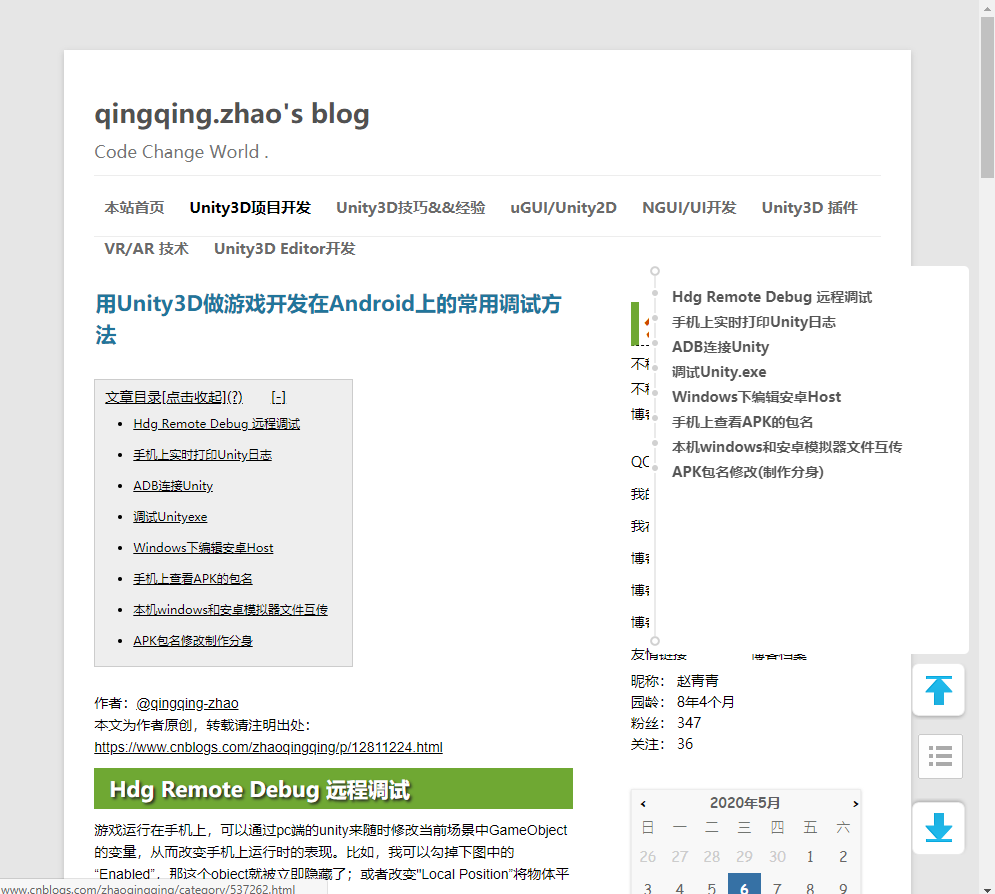 qingqing.zhao's blog
Code Change World .
本站首页 Unity3D项目开发 Unity3D技巧&&经验 uGUI/Unity2D NGUI/UI开发 Unity3D 插件
VR/AR 技术 Unity3D Editor开发
用Unity3D做游戏开发在Android上的常用调试方
法
文章目录[点击收起](?) [-]
Hdg Remote Debug 远程调试
手机上实时打印Unity日志
ADB连接Unity
调试Unityexe
Windows下编辑安卓Host
手机上查看APK的包名
本机windows和安卓模拟器文件互传
APK包名修改制作分身
作者：@qingqing-zhao
本文为作者原创，转载请注明出处：
https://www.cnblogs.com/zhaoqingqing/p/12811224.html
Hdg Remote Debug 远程调试
游戏运行在手机上，可以通过pc端的unity来随时修改当前场景中GameObject
的变量，从而改变手机上运行时的表现。比如，我可以勾掉下图中的
“Enabled”，那这个object就被立即隐藏了；或者改变"Local Position"将物体平
www.cnblogs.com/zhaoqingqing/category/537262.html
Hdg Remote Debug 远程调试
手机上实时打印Unity日志
ADB连接Unity
调试Unity.exe
Windows下编辑安卓Host
手机上查看APK的包名
本机windows和安卓模拟器文件互传
APK包名修改(制作分身)
不
不
博
QC
我
我
博
博
博
友情链接 博客档案
昵称： 赵青青
园龄： 8年4个月
粉丝： 347
关注： 36
‹ 2020年5月 ›
日 一 二 三 四 五 六
26 27 28 29 30 1 2
3 4 5 6 7 8 9